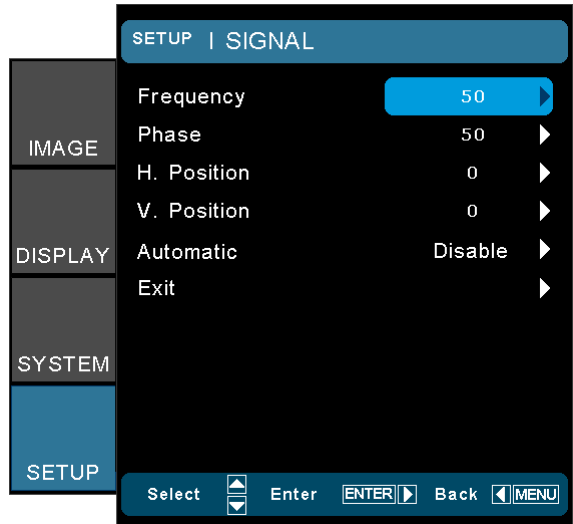 SETUP | SIGNAL
Frequency 50
Phase 50
H. Position 0
V. Position 0
Automatic Disable
Exit
IMAGE
DISPLAY
SYSTEM
SETUP
Select Enter ENTER Back MENU